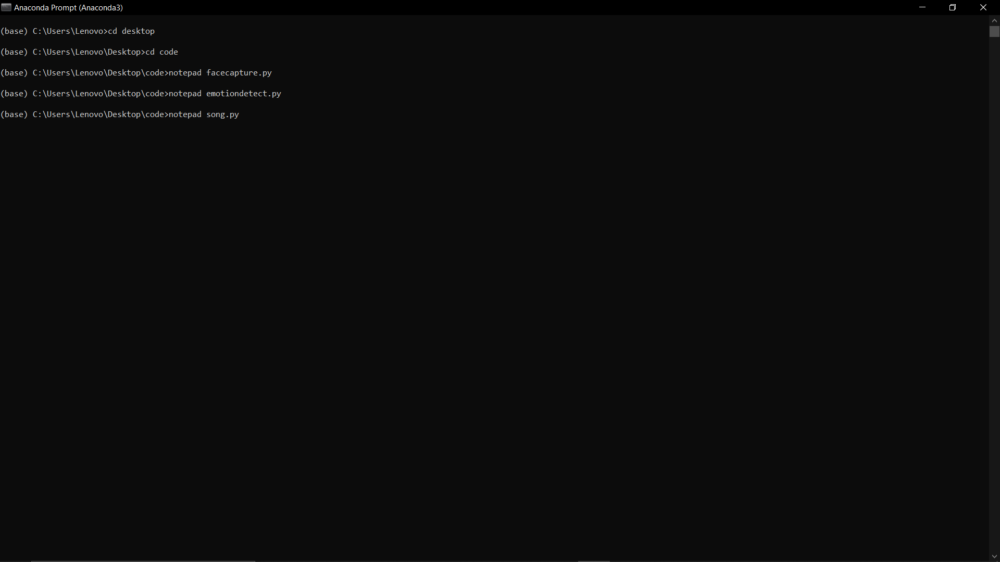 Anaconda Prompt (Anaconda3)
(base) C:\Users\Lenovo>cd desktop
(base) C:\Users\Lenovo\Desktop>cd code
(base) C:\Users\Lenovo\Desktop\code>notepad facecapture.py
(base) C:\Users\Lenovo\Desktop\code>notepad emotiondetect.py
(base) C:\Users\Lenovo\Desktop\code>notepad song.py